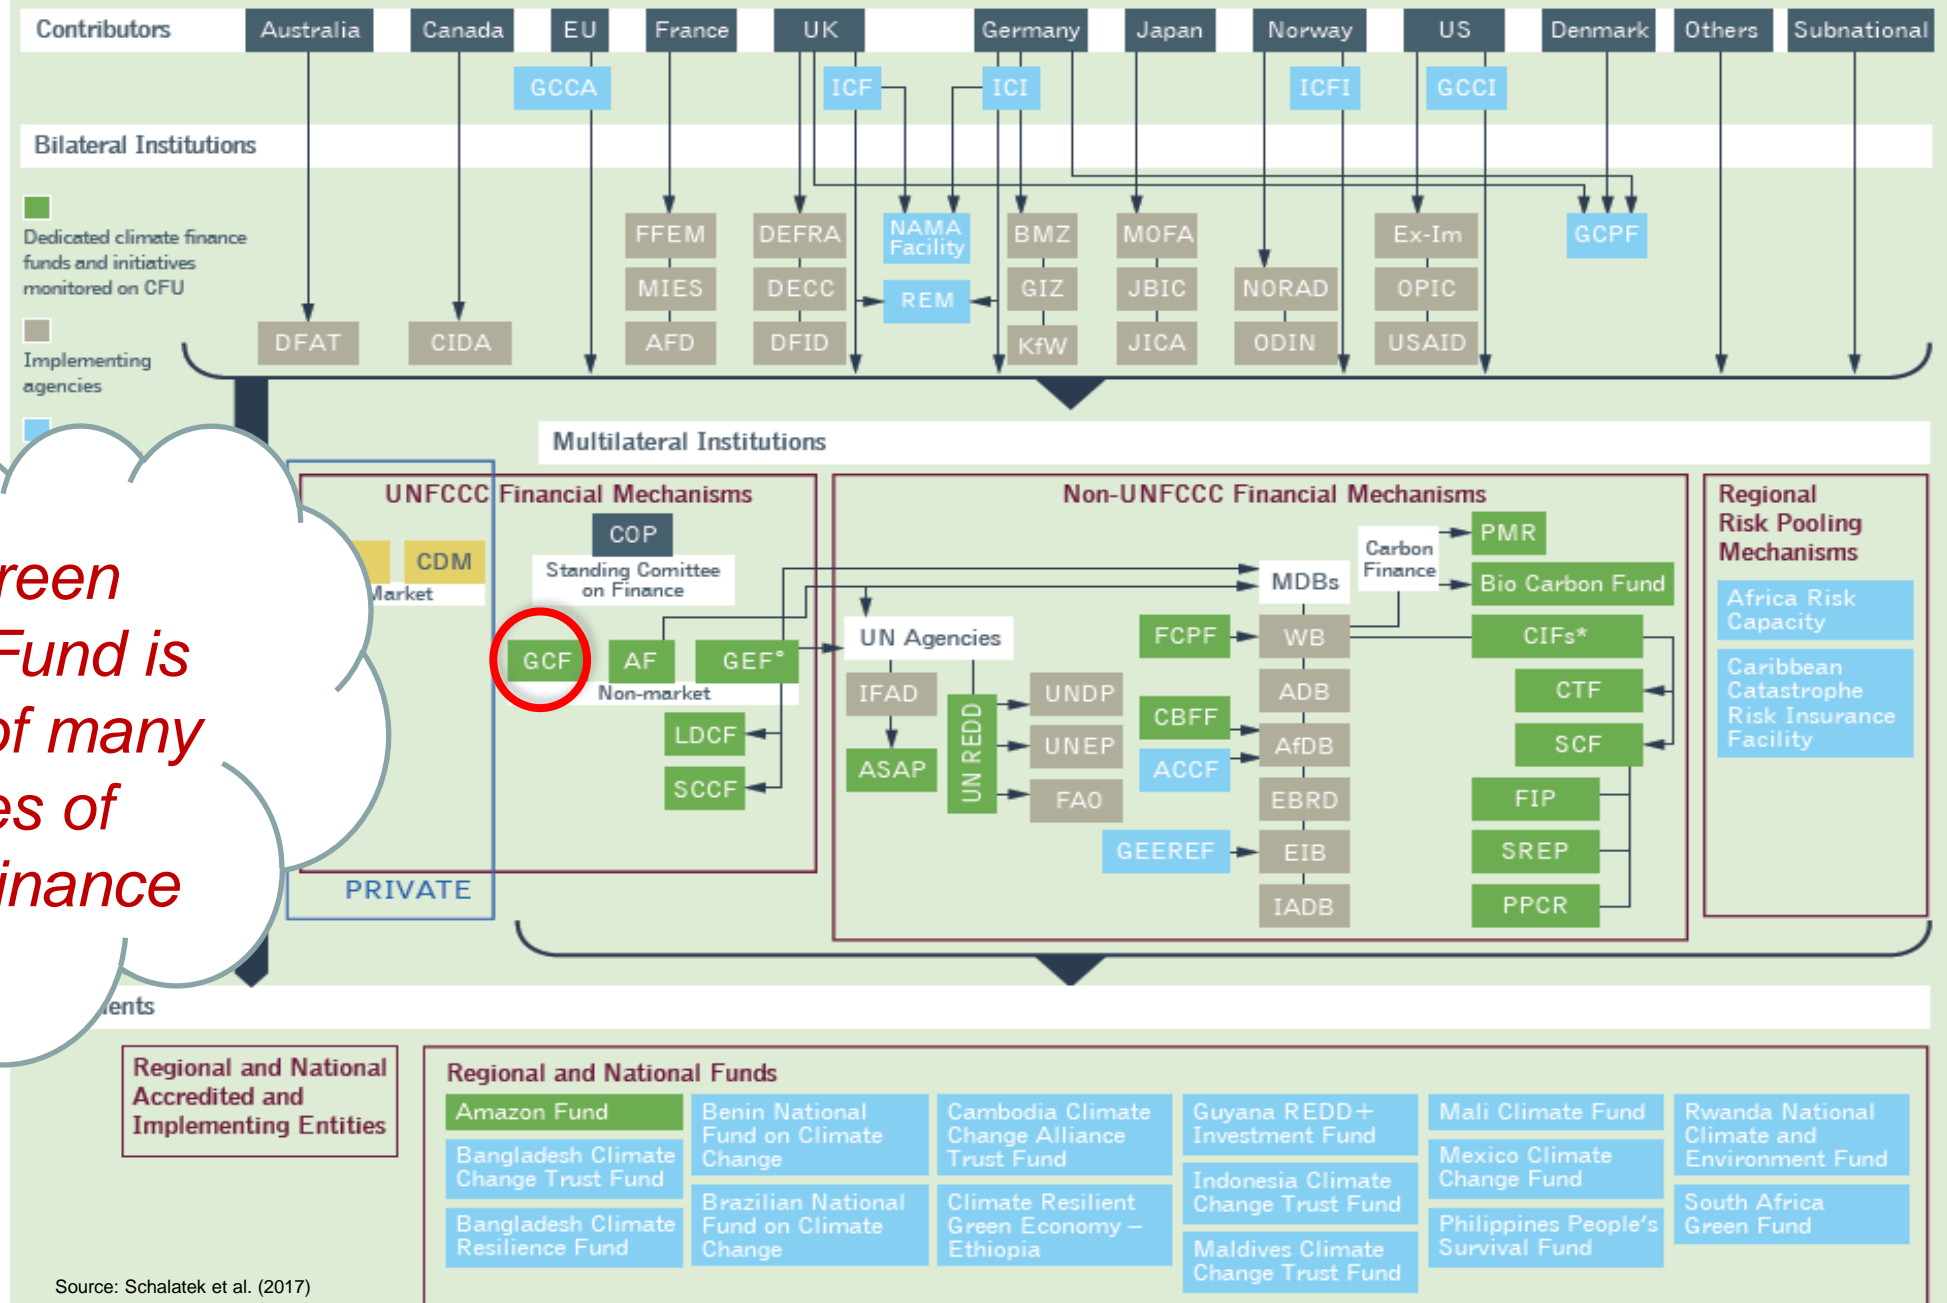 Contributors
Australia
Canada
EU
France
UK
Germany
Japan
Norway
US
Denmark
Others
Subnational
GCCA
ICF
ICI
ICFI
GCCI
Bilateral Institutions
Dedicated climate finance
funds and initiatives
monitored on CFU
Implementing
agencies
FFEM
DEFRA
NAMA
Facility
BMZ
MOFA
Ex-Im
GCPF
MIES
DECC
REM
GIZ
JBIC
NORAD
OPIC
DFAT
CIDA
AFD
DFID
KfW
JICA
ODIN
USAID
Multilateral Institutions
UNFCCC Financial Mechanisms
COP
Standing Comittee
on Finance
CDM
Market
GCF
AF
GEF°
Non-market
LDCF
SCCF
PRIVATE
Non-UNFCCC Financial Mechanisms
UN Agencies
IFAD
ASAP
UN REDD
UNDP
UNEP
FAO
FCPF
CBFF
ACCF
GEEREF
MDBs
WB
ADB
AfDB
EBRD
EIB
IADB
Carbon
Finance
PMR
Bio Carbon Fund
CIFs*
CTF
SCF
FIP
SREP
PPCR
Regional
Risk Pooling
Mechanisms
Africa Risk
Capacity
Caribbean
Catastrophe
Risk Insurance
Facility
reen
Fund is
of many
es of
inance
ients
Regional and National
Accredited and
Implementing Entities
Regional and National Funds
Amazon Fund
Bangladesh Climate
Change Trust Fund
Bangladesh Climate
Resilience Fund
Benin National
Fund on Climate
Change
Brazilian National
Fund on Climate
Change
Cambodia Climate
Change Alliance
Trust Fund
Climate Resilient
Green Economy –
Ethiopia
Guyana REDD+
Investment Fund
Indonesia Climate
Change Trust Fund
Maldives Climate
Change Trust Fund
Mali Climate Fund
Mexico Climate
Change Fund
Philippines People's
Survival Fund
Rwanda National
Climate and
Environment Fund
South Africa
Green Fund
Source: Schalatek et al. (2017)